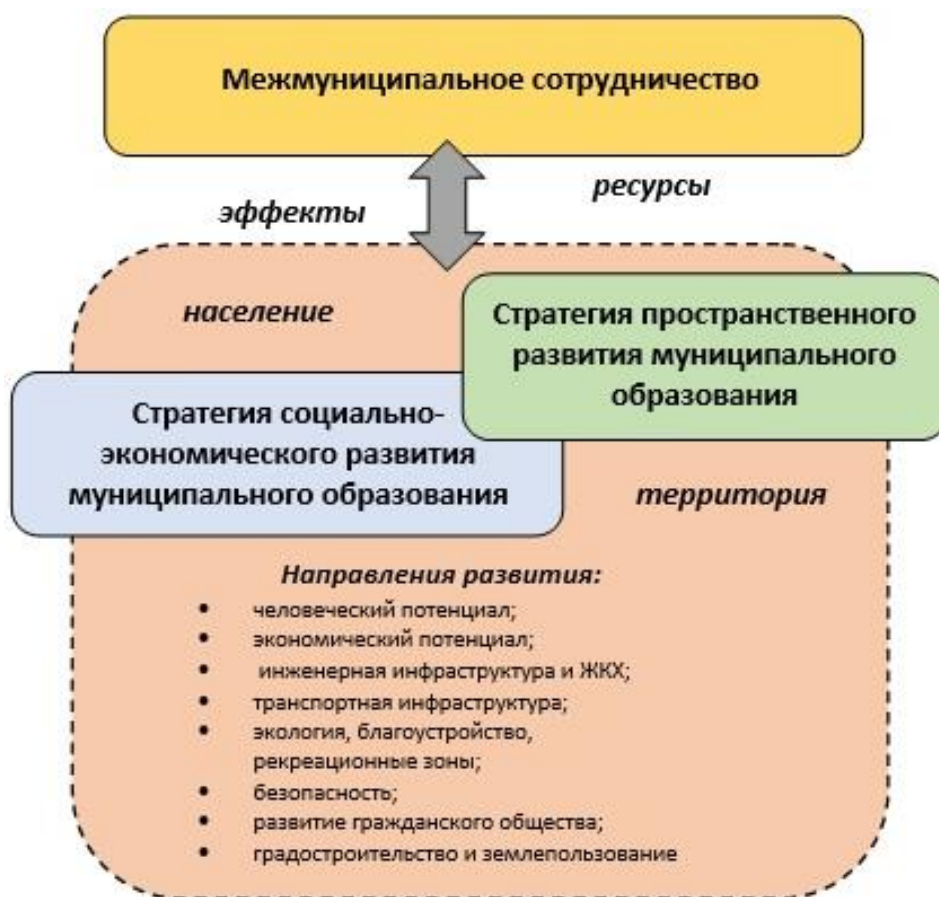 Межмуниципальное сотрудничество
ресурсы
эффекты
население
Стратегия пространственного
развития муниципального
образования
Стратегия социально-
экономического развития
муниципального образования
территория
Направления развития:
• человеческий потенциал;
• экономический потенциал;
• инженерная инфраструктура и ЖКХ;
• транспортная инфраструктура;
• экология, благоустройство,
рекреационные зоны;
• безопасность;
• развитие гражданского общества;
• градостроительство и землепользование